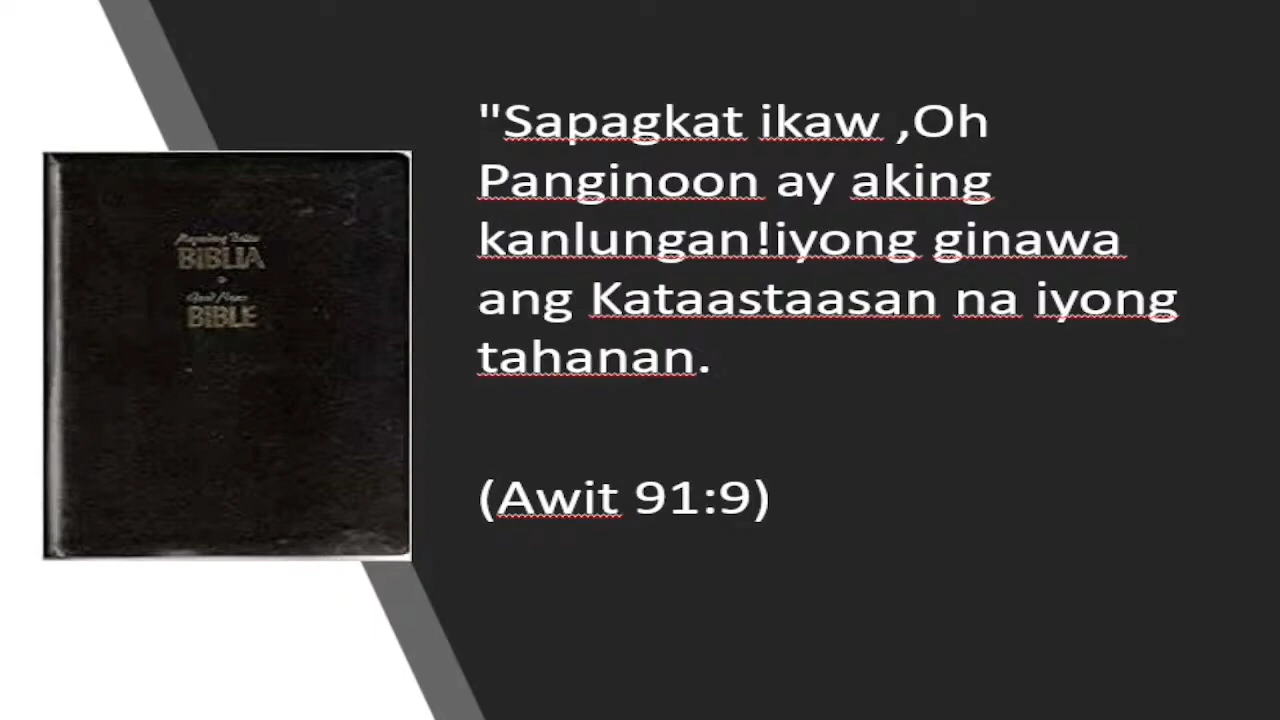 BIBLIA
BIBLE
"Sapagkat ikaw ,Oh
Panginoon ay aking
kanlungan!iyong ginawa
ang Kataastaasan na iyong
tahanan.
(Awit 91:9)